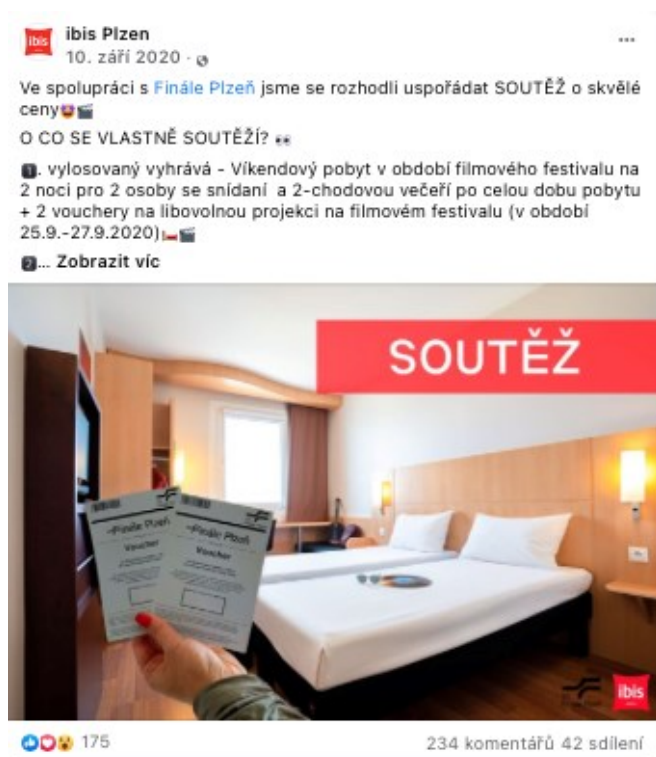 ibis
ibis Plzen
10. září 2020 ·
Ve spolupráci s Finále Plzeň jsme se rozhodli uspořádat SOUTĚŽ o skvělé
ceny
O CO SE VLASTNĚ SOUTĚŽÍ?
1. vylosovaný vyhrává - Víkendový pobyt v období filmového festivalu na
2 noci pro 2 osoby se snídaní a 2-chodovou večeří po celou dobu pobytu
+ 2 vouchery na libovolnou projekci na filmovém festivalu (v období
25.9.-27.9.2020)
2... Zobrazit víc
SOUTĚŽ
Finále Plzeň
Voucher
Finále Plzeň
Voucher
ibis
175
234 komentářů 42 sdílení